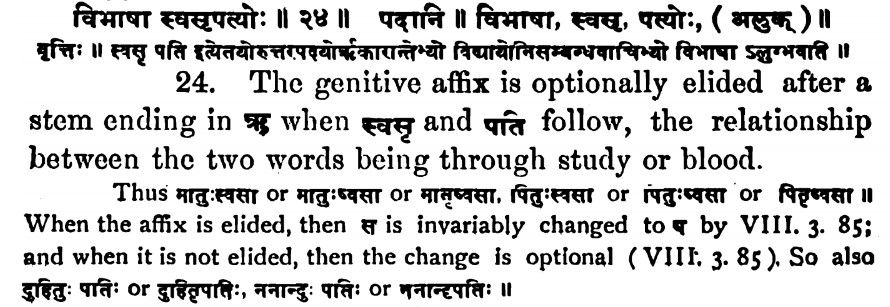 विभाषा स्वसृपत्योः ॥ २४ ॥ पदानि ॥ विभाषा, स्वसृ, पत्योः, ( अलुक् ) ॥
वृत्तिः ॥ स्वसृ पति इत्येतयोरुत्तरपदयोर्ऋकारान्तेभ्यो विद्यायोनिसम्बन्धवाचिभ्यो विभाषा ऽलुग्भवति ॥
24. The genitive affix is optionally elided after a
stem ending in ऋ when स्वसृ and पति follow, the relationship
between the two words being through study or blood.
Thus मातुःस्वसा or मातुःष्वसा or मातृष्वसा, पितुःस्वसा or पितुःष्वसा or पितृष्वसा ॥
When the affix is elided, then स is invariably changed to ष by VIII. 3. 85;
and when it is not elided, then the change is optional ( VIII. 3. 85 ). So also
दुहितुः पतिः or दुहितृपतिः, ननान्दुः पतिः or ननान्दृपतिः ॥